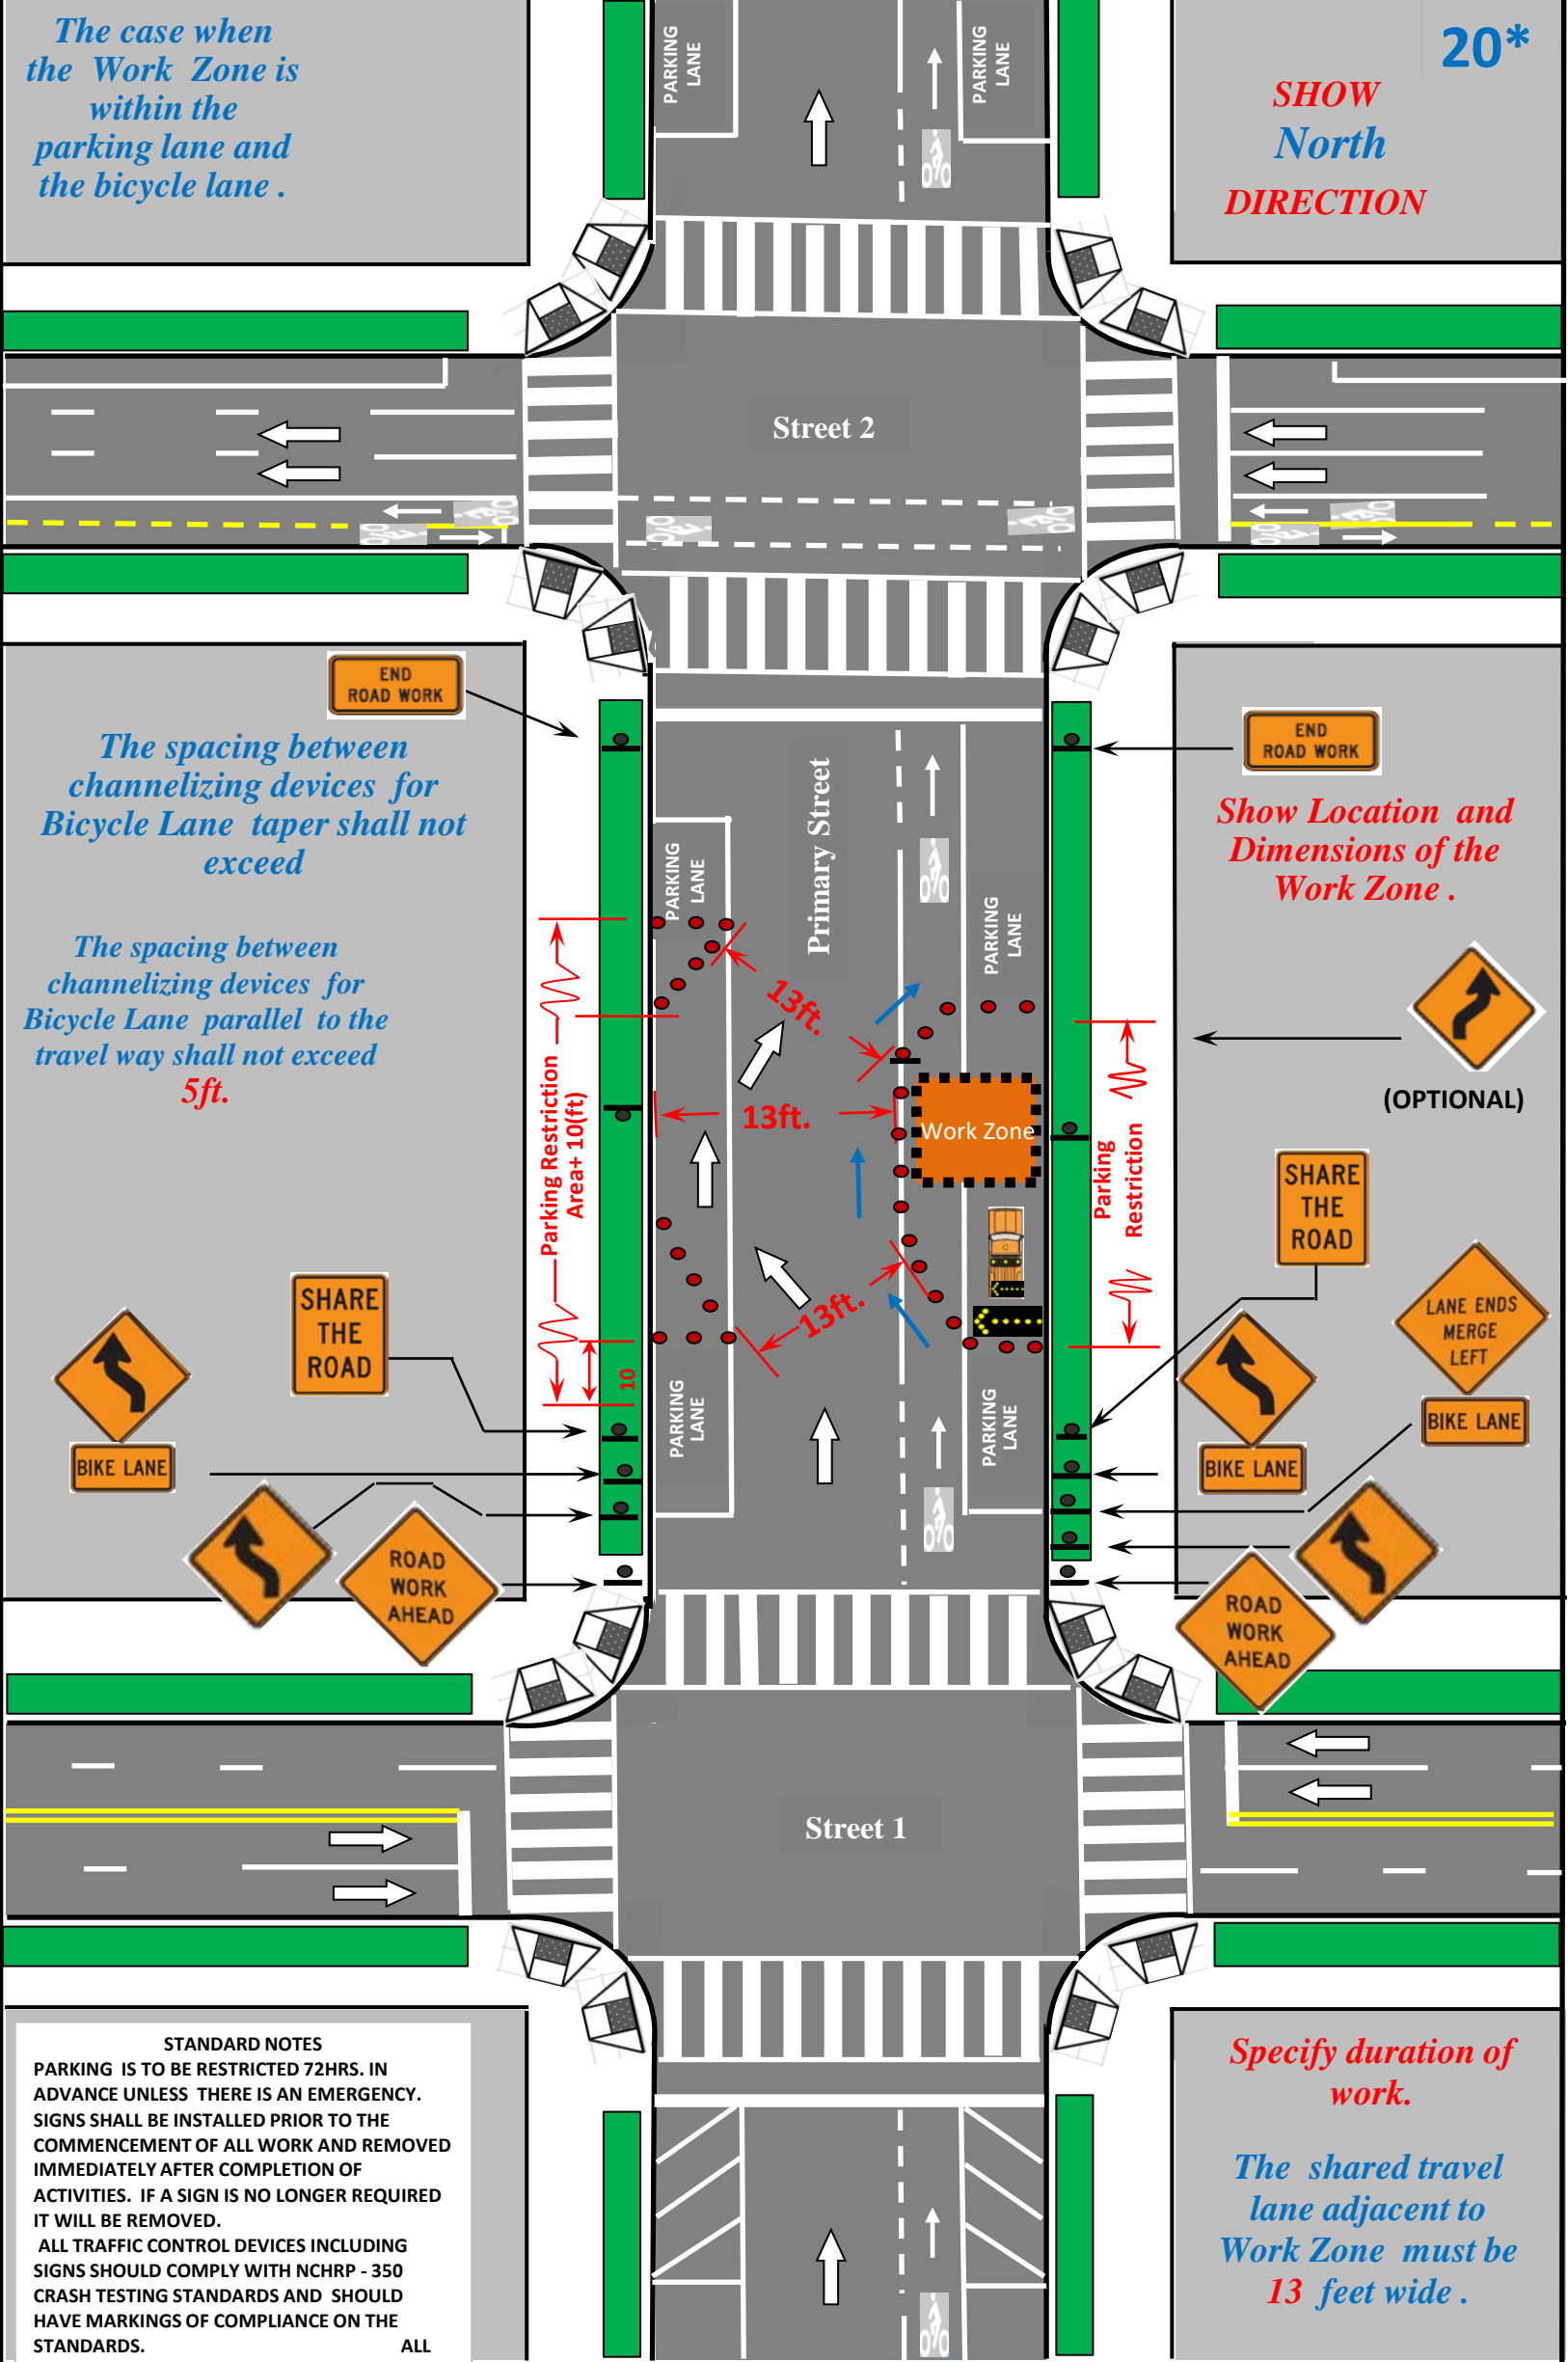 The case when
the Work Zone is
within the
parking lane and
the bicycle lane .
PARKING
LANE
PARKING
LANE
20*
SHOW
North
DIRECTION
Street 2
END
ROAD WORK
The spacing between
channelizing devices for
Bicycle Lane taper shall not
exceed
The spacing between
channelizing devices for
Bicycle Lane parallel to the
travel way shall not exceed
5ft.
Primary Street
PARKING
LANE
PARKING
LANE
END
ROAD WORK
Show Location and
Dimensions of the
Work Zone .
13ft.
13ft.
13ft.
Work Zone
Parking Restriction
Area+ 10(ft)
10
Parking
Restriction
(OPTIONAL)
SHARE
THE
ROAD
SHARE
THE
ROAD
LANE ENDS
MERGE
LEFT
BIKE LANE
BIKE LANE
BIKE LANE
PARKING
LANE
PARKING
LANE
ROAD
WORK
AHEAD
ROAD
WORK
AHEAD
Street 1
STANDARD NOTES
PARKING IS TO BE RESTRICTED 72HRS. IN
ADVANCE UNLESS THERE IS AN EMERGENCY.
SIGNS SHALL BE INSTALLED PRIOR TO THE
COMMENCEMENT OF ALL WORK AND REMOVED
IMMEDIATELY AFTER COMPLETION OF
ACTIVITIES. IF A SIGN IS NO LONGER REQUIRED
IT WILL BE REMOVED.
ALL TRAFFIC CONTROL DEVICES INCLUDING
SIGNS SHOULD COMPLY WITH NCHRP - 350
CRASH TESTING STANDARDS AND SHOULD
HAVE MARKINGS OF COMPLIANCE ON THE
STANDARDS. ALL
Specify duration of
work.
The shared travel
lane adjacent to
Work Zone must be
13 feet wide .